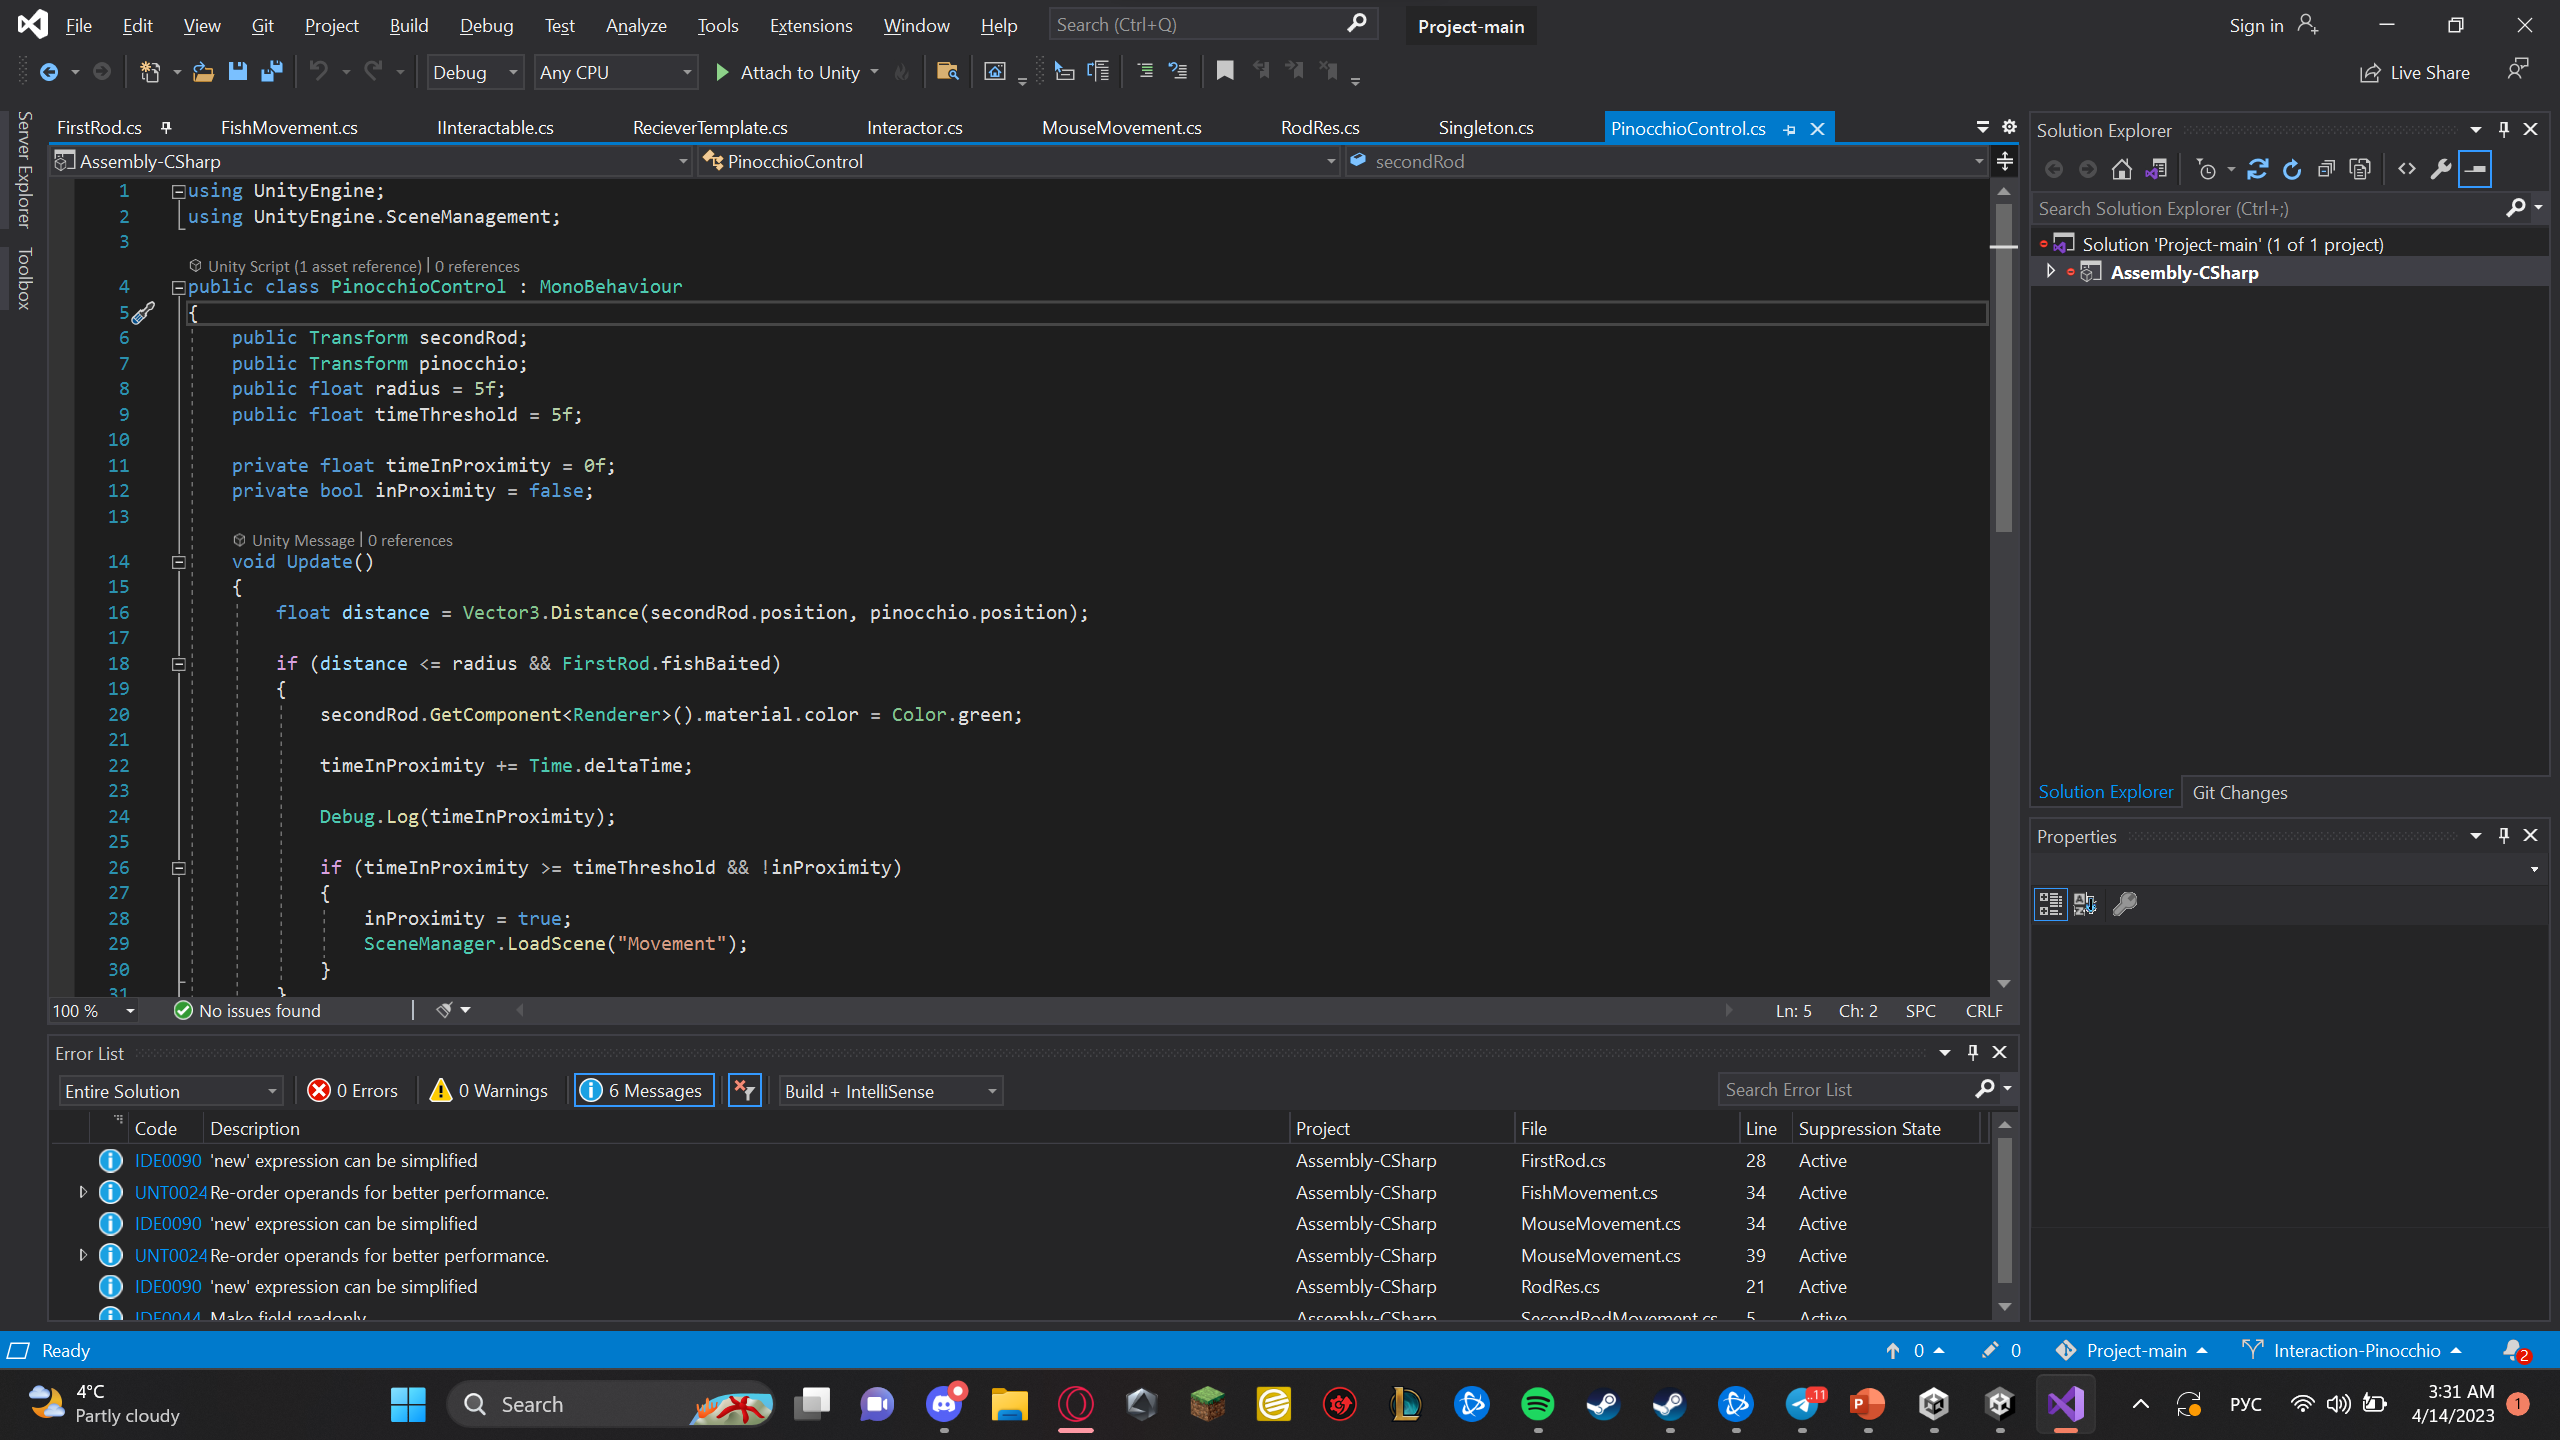 File Edit View Git Project Build Debug Test Analyze Tools Extensions Window Help Search (Ctrl+Q) Project-main Sign in
Debug Any CPU Attach to Unity Live Share
Server Explorer
Toolbox
FirstRod.cs FishMovement.cs IInteractable.cs RecieverTemplate.cs Interactor.cs MouseMovement.cs RodRes.cs Singleton.cs PinocchioControl.cs
Assembly-CSharp PinocchioControl secondRod
1 using UnityEngine;
2 using UnityEngine.SceneManagement;
3
Unity Script (1 asset reference) | 0 references
4 public class PinocchioControl : MonoBehaviour
5 {
6 public Transform secondRod;
7 public Transform pinocchio;
8 public float radius = 5f;
9 public float timeThreshold = 5f;
10
11 private float timeInProximity = 0f;
12 private bool inProximity = false;
13
Unity Message | 0 references
14 void Update()
15 {
16 float distance = Vector3.Distance(secondRod.position, pinocchio.position);
17
18 if (distance <= radius && FirstRod.fishBaited)
19 {
20 secondRod.GetComponent<Renderer>().material.color = Color.green;
21
22 timeInProximity += Time.deltaTime;
23
24 Debug.Log(timeInProximity);
25
26 if (timeInProximity >= timeThreshold && !inProximity)
27 {
28 inProximity = true;
29 SceneManager.LoadScene("Movement");
30 }
31 }
100 % No issues found Ln: 5 Ch: 2 SPC CRLF
Error List
Entire Solution 0 Errors 0 Warnings 6 Messages Build + IntelliSense Search Error List
Code Description Project File Line Suppression State
IDE0090 'new' expression can be simplified Assembly-CSharp FirstRod.cs 28 Active
UNT0024 Re-order operands for better performance. Assembly-CSharp FishMovement.cs 34 Active
IDE0090 'new' expression can be simplified Assembly-CSharp MouseMovement.cs 34 Active
UNT0024 Re-order operands for better performance. Assembly-CSharp MouseMovement.cs 39 Active
IDE0090 'new' expression can be simplified Assembly-CSharp RodRes.cs 21 Active
IDE0044 Make field readonly Assembly-CSharp SecondRodMovement.cs 5 Active
Solution Explorer
Search Solution Explorer (Ctrl+;)
Solution 'Project-main' (1 of 1 project)
Assembly-CSharp
Solution Explorer Git Changes
Properties
Ready 0 0 Project-main Interaction-Pinocchio 2
4°C
Partly cloudy
Search
11
РУС
3:31 AM
4/14/2023
1